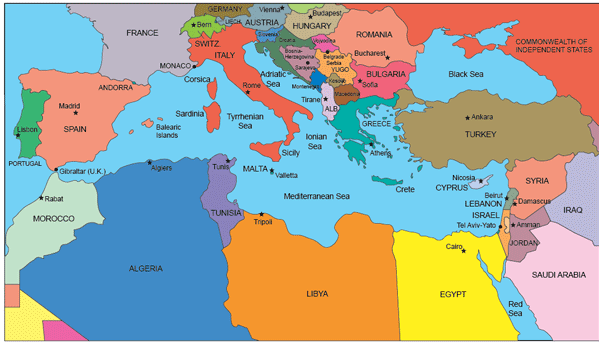 GERMANY
Vienna
Budapest
Bern
LIECH.
AUSTRIA
HUNGARY
FRANCE
SWITZ.
Slovenia
Croatia
Vojvodina
ROMANIA
COMMONWEALTH OF
INDEPENDENT STATES
MONACO
ITALY
Bosnia-
Herzegovina
Sarajevo
Belgrade
Serbia
YUGO
Bucharest
Black Sea
ANDORRA
Corsica
Adriatic
Sea
Montenegro
Kosovo
BULGARIA
Sofia
Madrid
SPAIN
Rome
Tirane
ALB
Macedonia
Sardinia
Tyrrhenian
Sea
Lisbon
Balearic
Islands
Ionian
Sea
GREECE
Ankara
TURKEY
PORTUGAL
Sicily
Athens
Gibraltar (U.K.)
Algiers
Tunis
MALTA
Valletta
Crete
Nicosia
CYPRUS
SYRIA
Rabat
Mediterranean Sea
Beirut
LEBANON
Damascus
IRAQ
MOROCCO
TUNISIA
Tripoli
ISRAEL
Tel Aviv-Yato
Amman
JORDAN
Cairo
ALGERIA
LIBYA
EGYPT
SAUDI ARABIA
Red
Sea